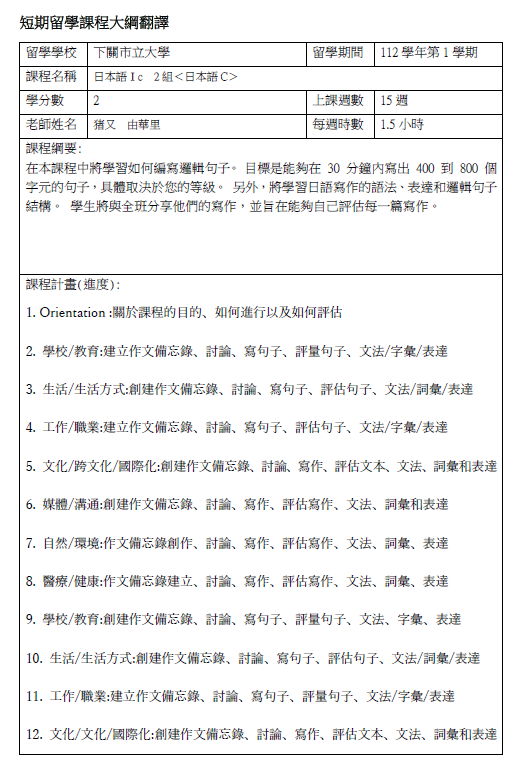 短期留學課程大綱翻譯
留學學校 下關市立大學 留學期間 112 學年第 1 學期
課程名稱 日本語Ⅰc 2組＜日本語C＞
學分數 2 上課週數 15 週
老師姓名 猪又 由華里 每週時數 1.5 小時
課程綱要:
在本課程中將學習如何編寫邏輯句子。 目標是能夠在 30 分鐘內寫出 400 到 800 個
字元的句子，具體取決於您的等級。 另外，將學習日語寫作的語法、表達和邏輯句子
結構。 學生將與全班分享他們的寫作，並旨在能夠自己評估每一篇寫作。
課程計畫(進度):
1. Orientation :關於課程的目的、如何進行以及如何評估
2. 學校/教育:建立作文備忘錄、討論、寫句子、評量句子、文法/字彙/表達
3. 生活/生活方式:創建作文備忘錄、討論、寫句子、評估句子、文法/詞彙/表達
4. 工作/職業:建立作文備忘錄、討論、寫句子、評估句子、文法/字彙/表達
5. 文化/跨文化/國際化:創建作文備忘錄、討論、寫作、評估文本、文法、詞彙和表達
6. 媒體/溝通:創建作文備忘錄、討論、寫作、評估寫作、文法、詞彙和表達
7. 自然/環境:作文備忘錄創作、討論、寫作、評估寫作、文法、詞彙、表達
8. 醫療/健康:作文備忘錄建立、討論、寫作、評估寫作、文法、詞彙、表達
9. 學校/教育:創建作文備忘錄、討論、寫句子、評量句子、文法、字彙、表達
10. 生活/生活方式:創建作文備忘錄、討論、寫句子、評估句子、文法/詞彙/表達
11. 工作/職業:建立作文備忘錄、討論、寫句子、評量句子、文法/字彙/表達
12. 文化/文化/國際化:創建作文備忘錄、討論、寫作、評估文本、文法、詞彙和表達